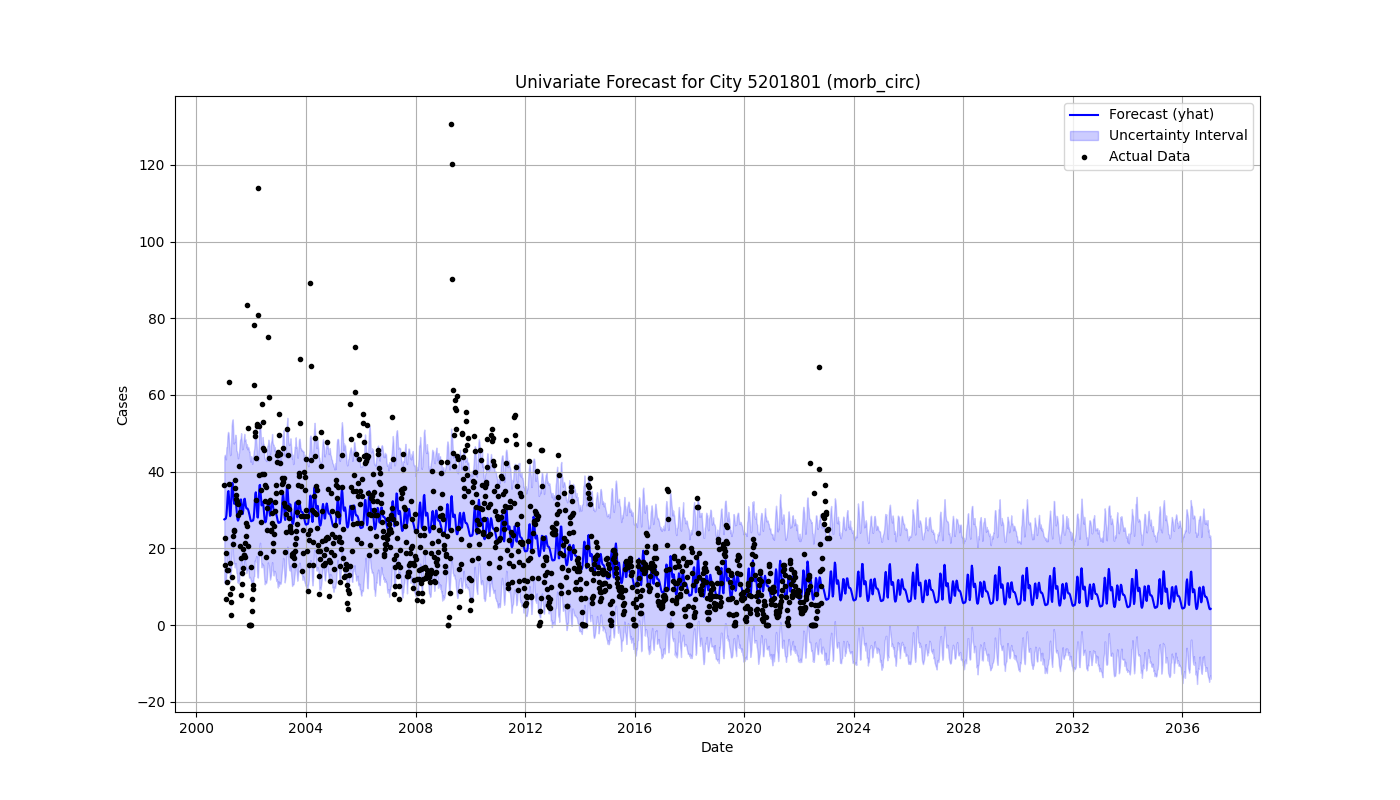 Univariate Forecast for City 5201801 (morb_circ)
Forecast (yhat)
Uncertainty Interval
Actual Data
Cases
120
100
80
60
40
20
0
−20
2000 2004 2008 2012 2016 2020 2024 2028 2032 2036
Date